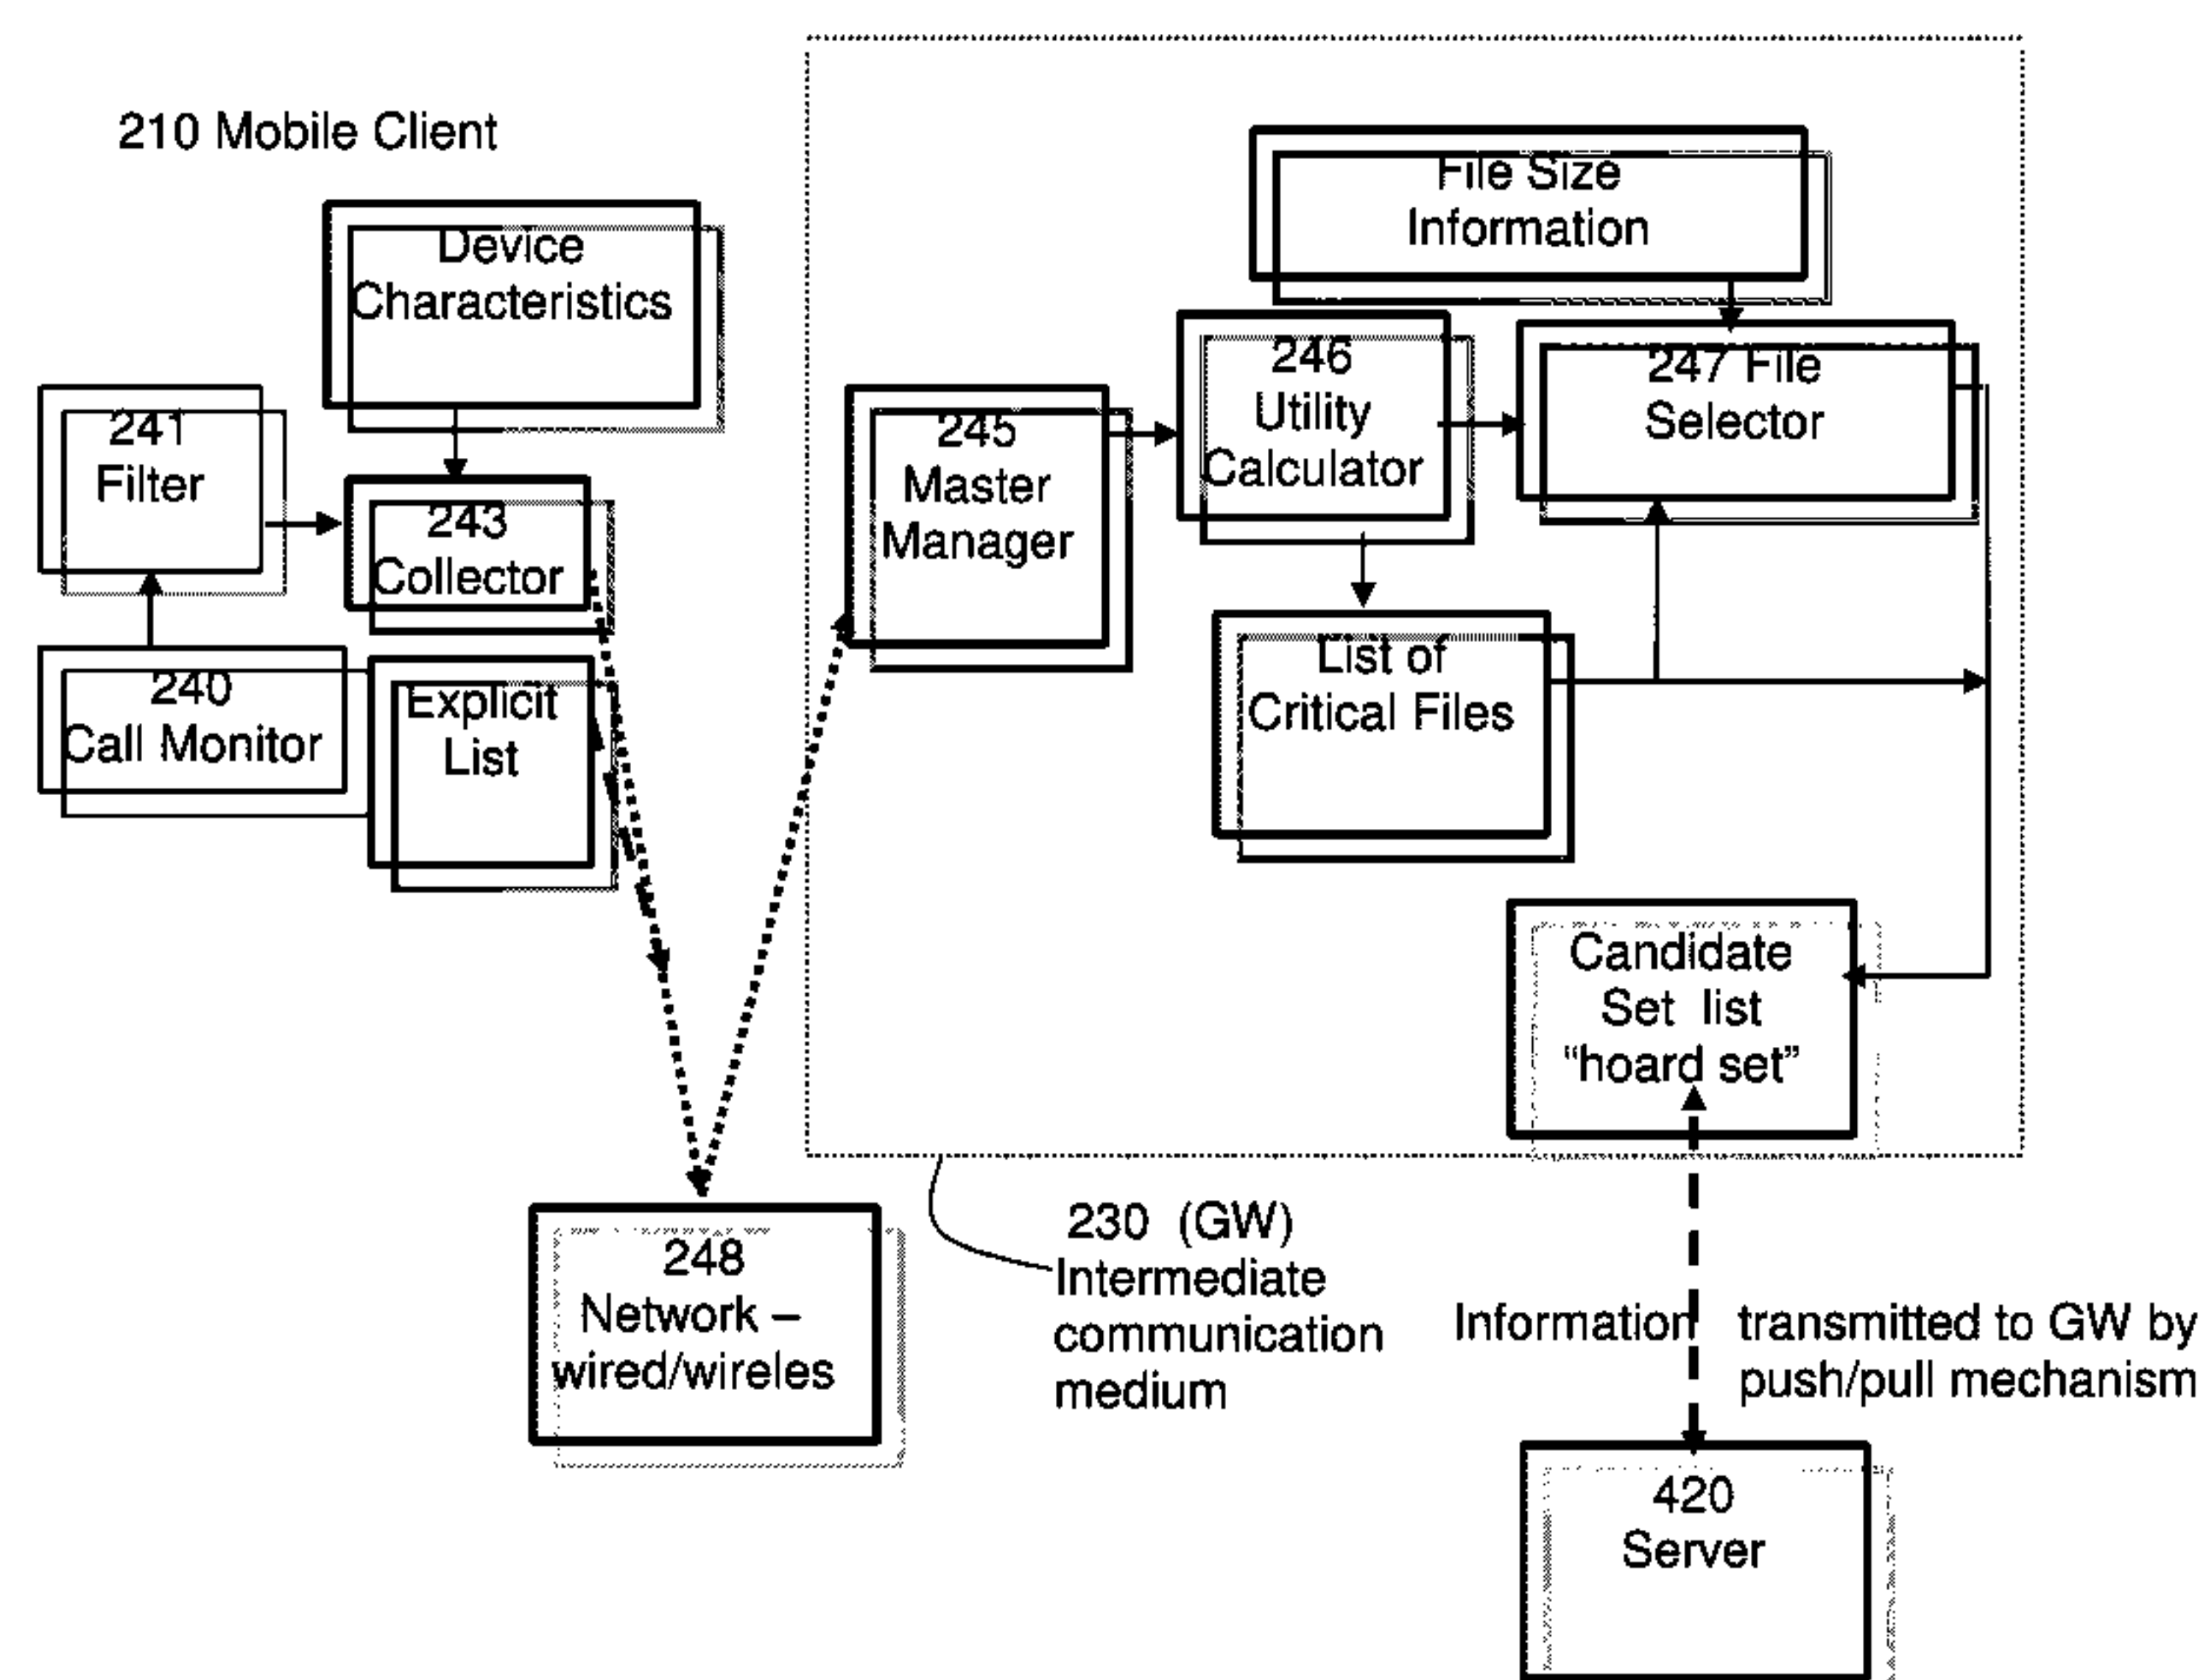 210 Mobile Client
Device
Characteristics
241
Filter
243
Collector
240
Call Monitor
Explicit
List
File Size
Information
245
Master
Manager
246
Utility
Calculator
247 File
Selector
List of
Critical Files
Candidate
Set list
"hoard set"
248
Network –
wired/wireles
230 (GW)
Intermediate
communication
medium
Information transmitted to GW by
push/pull mechanism
420
Server